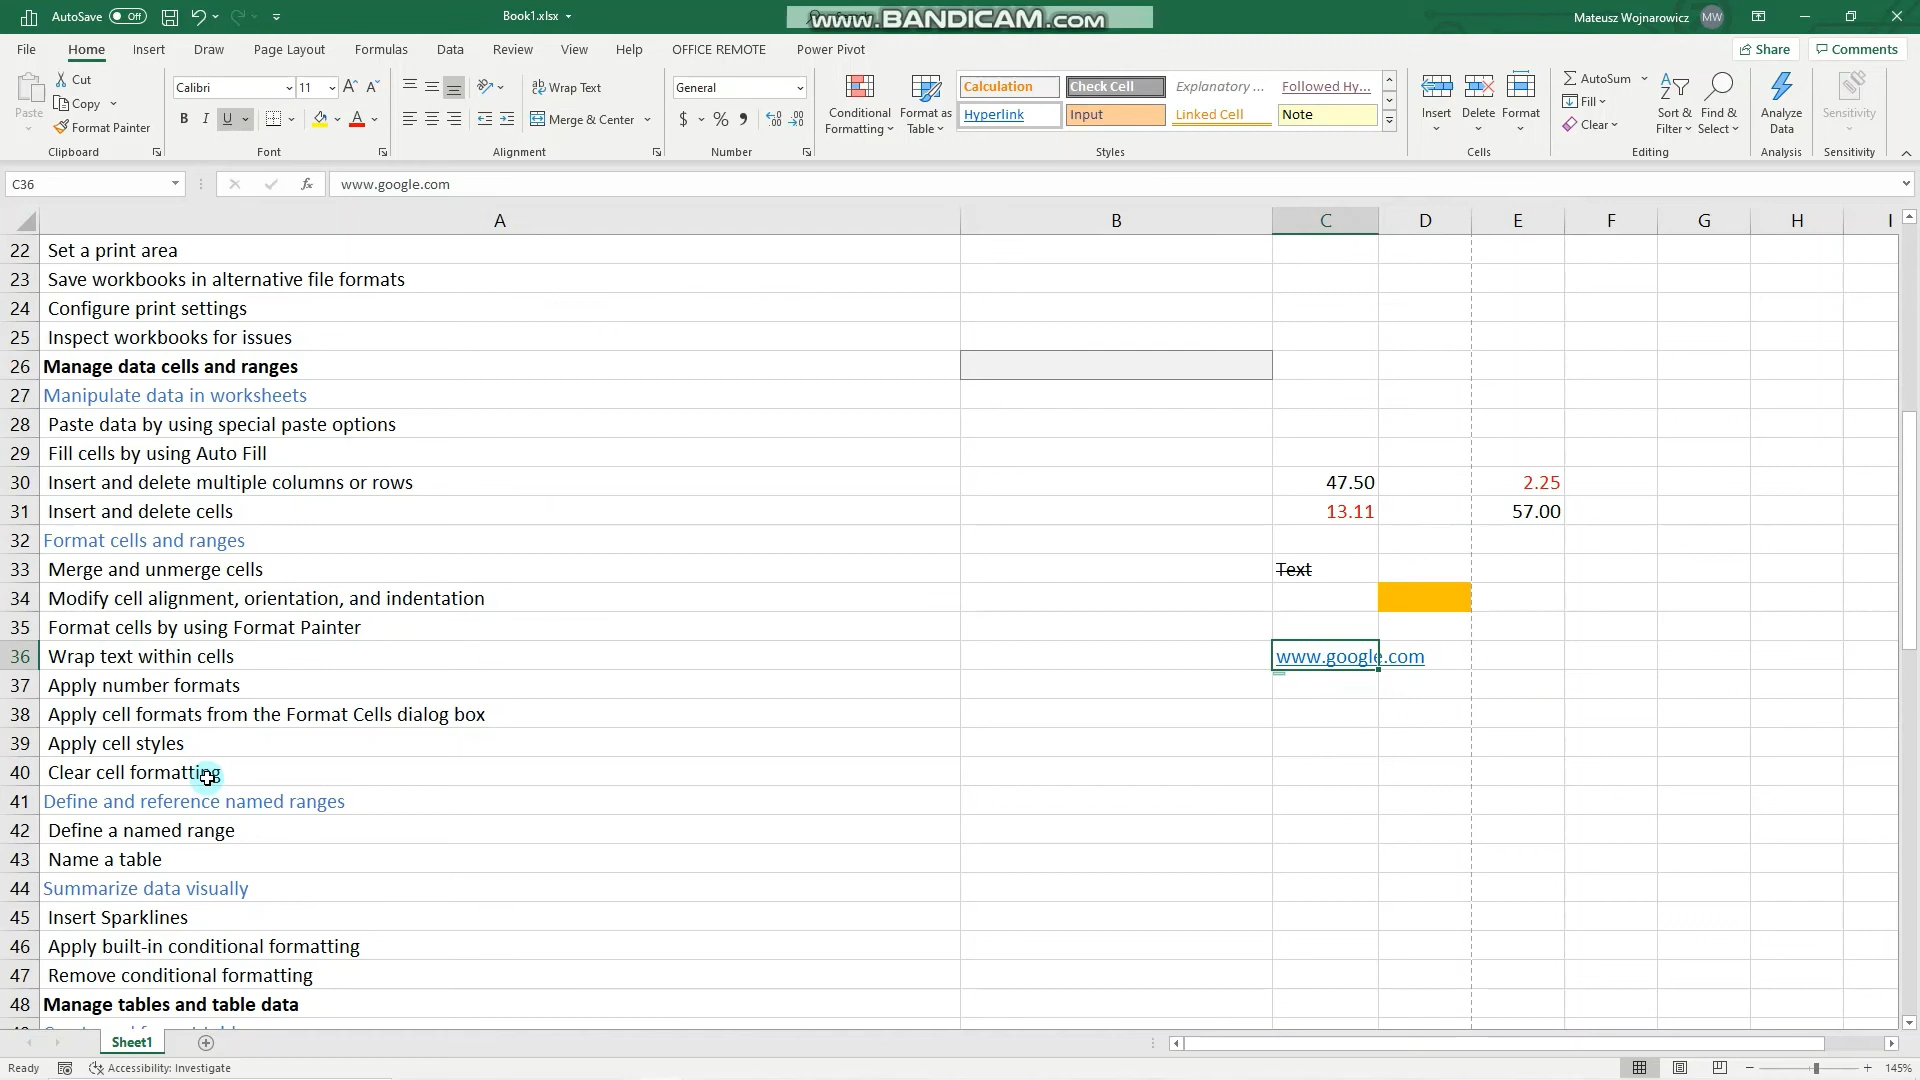 AutoSave Off
Book1.xlsx
www.BANDICAM.com
Mateusz Wojnarowicz MW
File Home Insert Draw Page Layout Formulas Data Review View Help OFFICE REMOTE Power Pivot Share Comments
Paste
Cut
Copy
Format Painter
Clipboard
Calibri 11
B I U
Font
Wrap Text
Merge & Center
Alignment
General
$ %
Number
Conditional Formatting
Format as Table
Calculation Check Cell Explanatory ... Followed Hy...
Hyperlink Input Linked Cell Note
Styles
Insert Delete Format
Cells
AutoSum
Fill
Clear
Sort & Filter
Find & Select
Editing
Analyze Data
Analysis
Sensitivity
Sensitivity
C36 fx www.google.com
A B C D E F G H I
22 Set a print area
23 Save workbooks in alternative file formats
24 Configure print settings
25 Inspect workbooks for issues
26 Manage data cells and ranges
27 Manipulate data in worksheets
28 Paste data by using special paste options
29 Fill cells by using Auto Fill
30 Insert and delete multiple columns or rows 47.50 2.25
31 Insert and delete cells 13.11 57.00
32 Format cells and ranges
33 Merge and unmerge cells Text
34 Modify cell alignment, orientation, and indentation
35 Format cells by using Format Painter
36 Wrap text within cells www.google.com
37 Apply number formats
38 Apply cell formats from the Format Cells dialog box
39 Apply cell styles
40 Clear cell formatting
41 Define and reference named ranges
42 Define a named range
43 Name a table
44 Summarize data visually
45 Insert Sparklines
46 Apply built-in conditional formatting
47 Remove conditional formatting
48 Manage tables and table data
Sheet1
Ready Accessibility: Investigate 145%